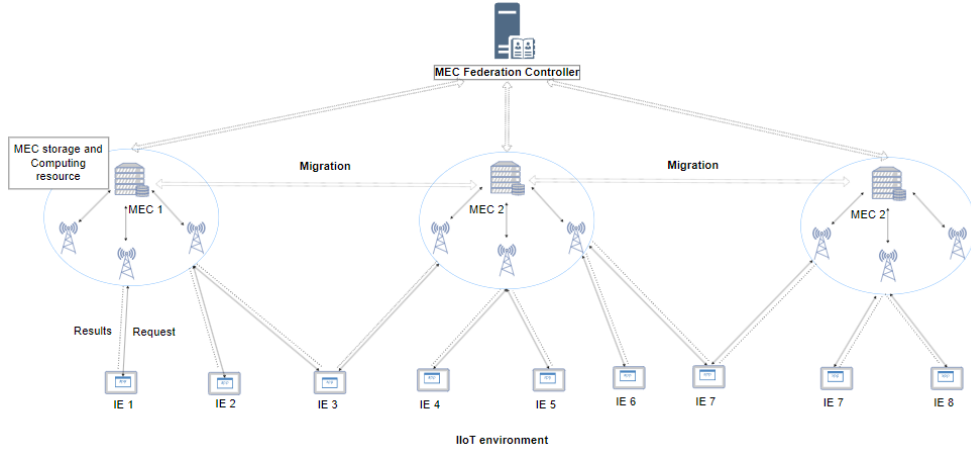 MEC Federation Controller
MEC storage and
Computing
resource
Migration
Migration
MEC 1
MEC 2
MEC 2
Results
Request
IE 1
IE 2
IE 3
IE 4
IE 5
IE 6
IE 7
IE 7
IE 8
IIoT environment